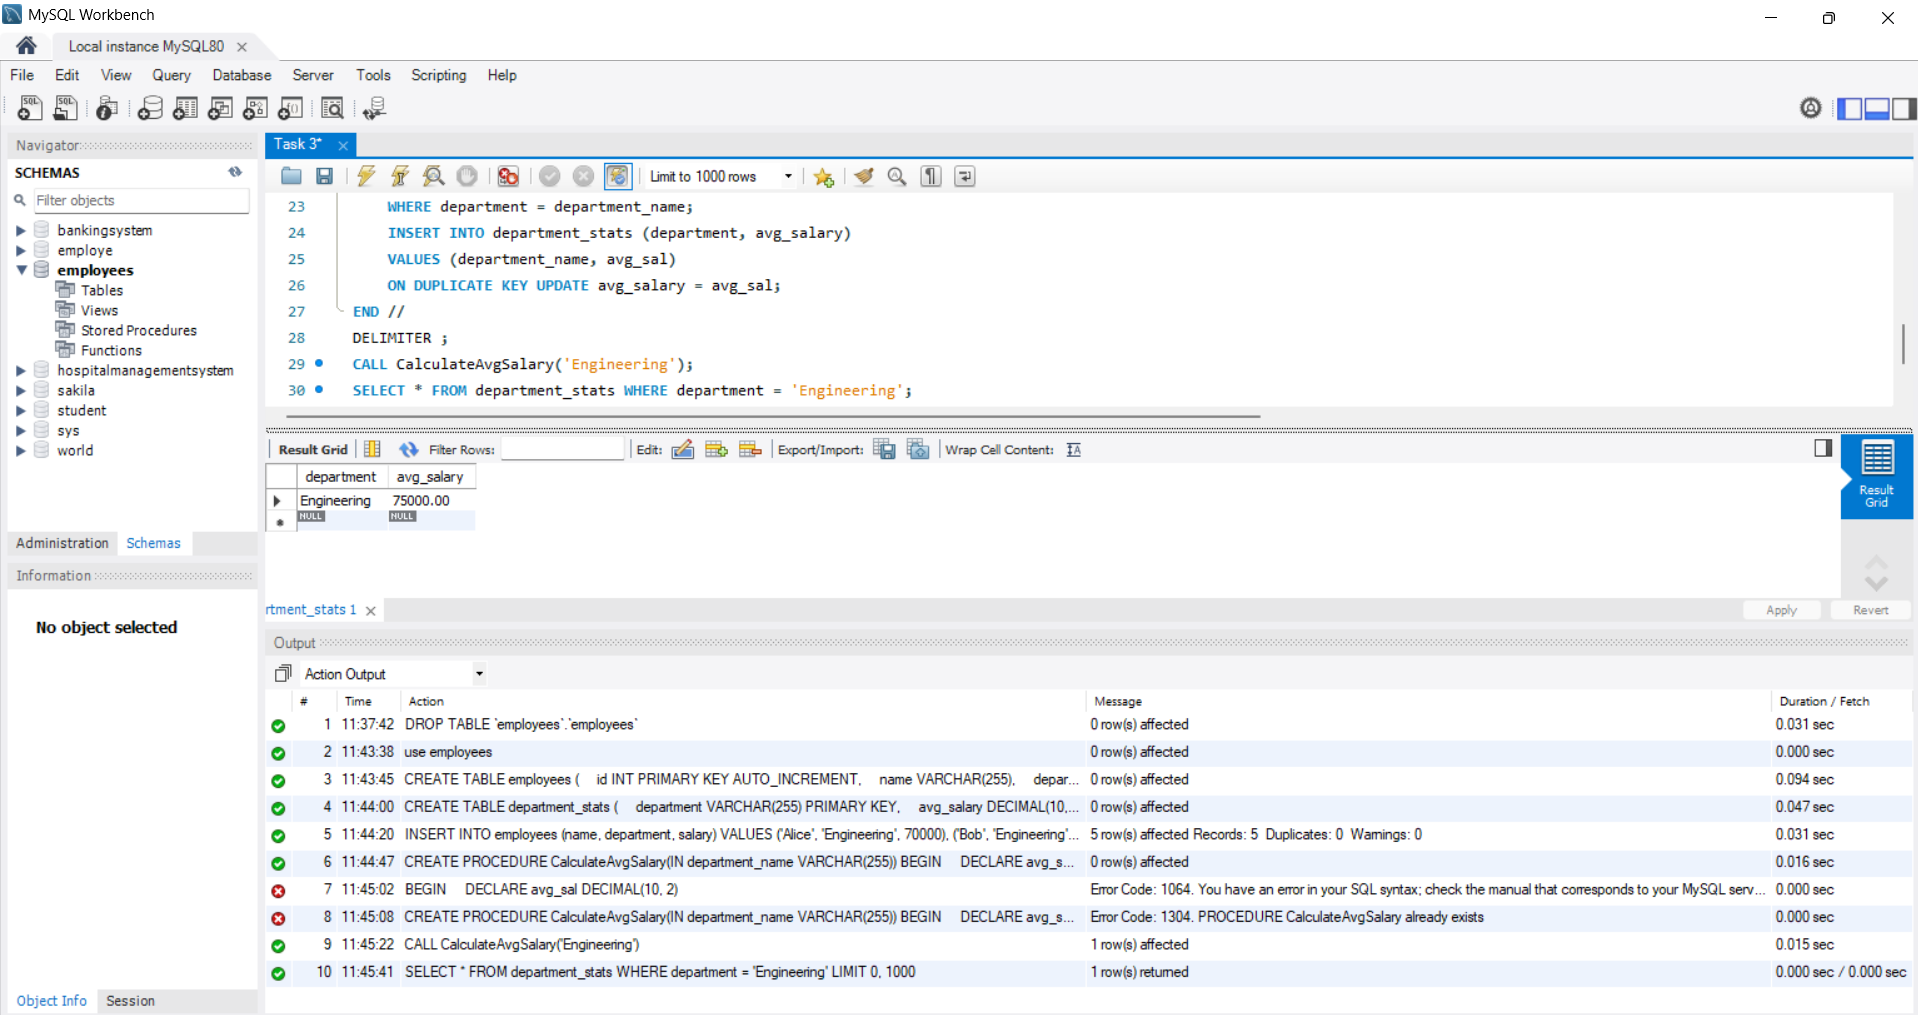 MySQL Workbench
Local instance MySQL80
File Edit View Query Database Server Tools Scripting Help
Navigator
SCHEMAS
Filter objects
bankingsystem
employe
employees
Tables
Views
Stored Procedures
Functions
hospitalmanagementsystem
sakila
student
sys
world
Administration Schemas
Information
No object selected
Object Info Session
Task 3*
Limit to 1000 rows
23 WHERE department = department_name;
24 INSERT INTO department_stats (department, avg_salary)
25 VALUES (department_name, avg_sal)
26 ON DUPLICATE KEY UPDATE avg_salary = avg_sal;
27 END //
28 DELIMITER ;
29 CALL CalculateAvgSalary('Engineering');
30 SELECT * FROM department_stats WHERE department = 'Engineering';
Result Grid Filter Rows: Edit: Export/Import: Wrap Cell Content:
department avg_salary
Engineering 75000.00
NULL NULL
Result
Grid
rtment_stats 1
Apply Revert
Output
Action Output
# Time Action Message Duration / Fetch
1 11:37:42 DROP TABLE `employees`.`employees` 0 row(s) affected 0.031 sec
2 11:43:38 use employees 0 row(s) affected 0.000 sec
3 11:43:45 CREATE TABLE employees ( id INT PRIMARY KEY AUTO_INCREMENT, name VARCHAR(255), depar... 0 row(s) affected 0.094 sec
4 11:44:00 CREATE TABLE department_stats ( department VARCHAR(255) PRIMARY KEY, avg_salary DECIMAL(10,... 0 row(s) affected 0.047 sec
5 11:44:20 INSERT INTO employees (name, department, salary) VALUES ('Alice', 'Engineering', 70000), ('Bob', 'Engineering'... 5 row(s) affected Records: 5 Duplicates: 0 Warnings: 0 0.031 sec
6 11:44:47 CREATE PROCEDURE CalculateAvgSalary(IN department_name VARCHAR(255)) BEGIN DECLARE avg_s... 0 row(s) affected 0.016 sec
7 11:45:02 BEGIN DECLARE avg_sal DECIMAL(10, 2) Error Code: 1064. You have an error in your SQL syntax; check the manual that corresponds to your MySQL serv... 0.000 sec
8 11:45:08 CREATE PROCEDURE CalculateAvgSalary(IN department_name VARCHAR(255)) BEGIN DECLARE avg_s... Error Code: 1304. PROCEDURE CalculateAvgSalary already exists 0.000 sec
9 11:45:22 CALL CalculateAvgSalary('Engineering') 1 row(s) affected 0.015 sec
10 11:45:41 SELECT * FROM department_stats WHERE department = 'Engineering' LIMIT 0, 1000 1 row(s) returned 0.000 sec / 0.000 sec